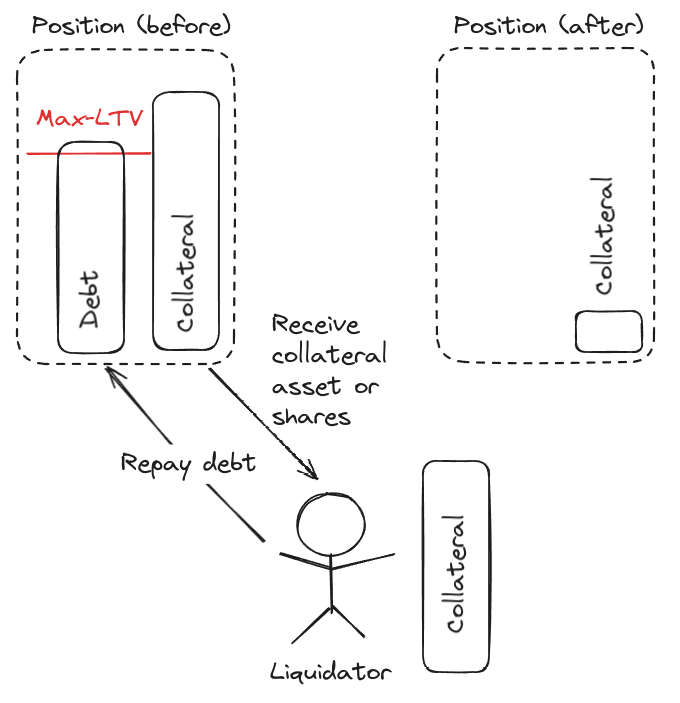 Position (before)
Position (after)
Max-LTV
Debt
Collateral
Collateral
Receive
collateral
asset or
shares
Repay debt
Collateral
Liquidator